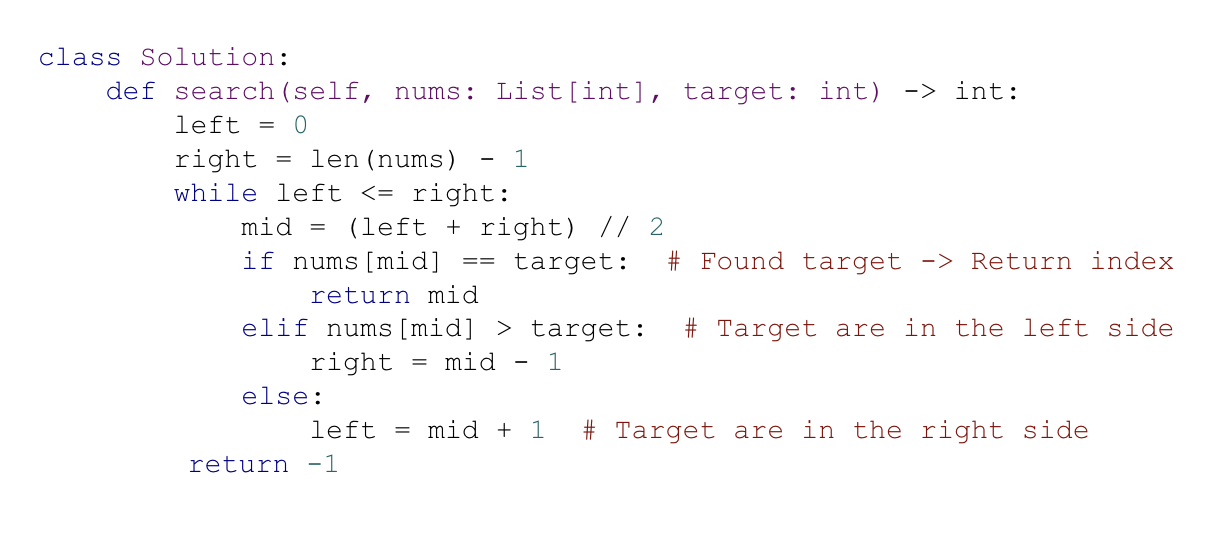 class Solution:
    def search(self, nums: List[int], target: int) -> int:
        left = 0
        right = len(nums) - 1
        while left <= right:
            mid = (left + right) // 2
            if nums[mid] == target:  # Found target -> Return index
                return mid
            elif nums[mid] > target:  # Target are in the left side
                right = mid - 1
            else:
                left = mid + 1  # Target are in the right side
         return -1